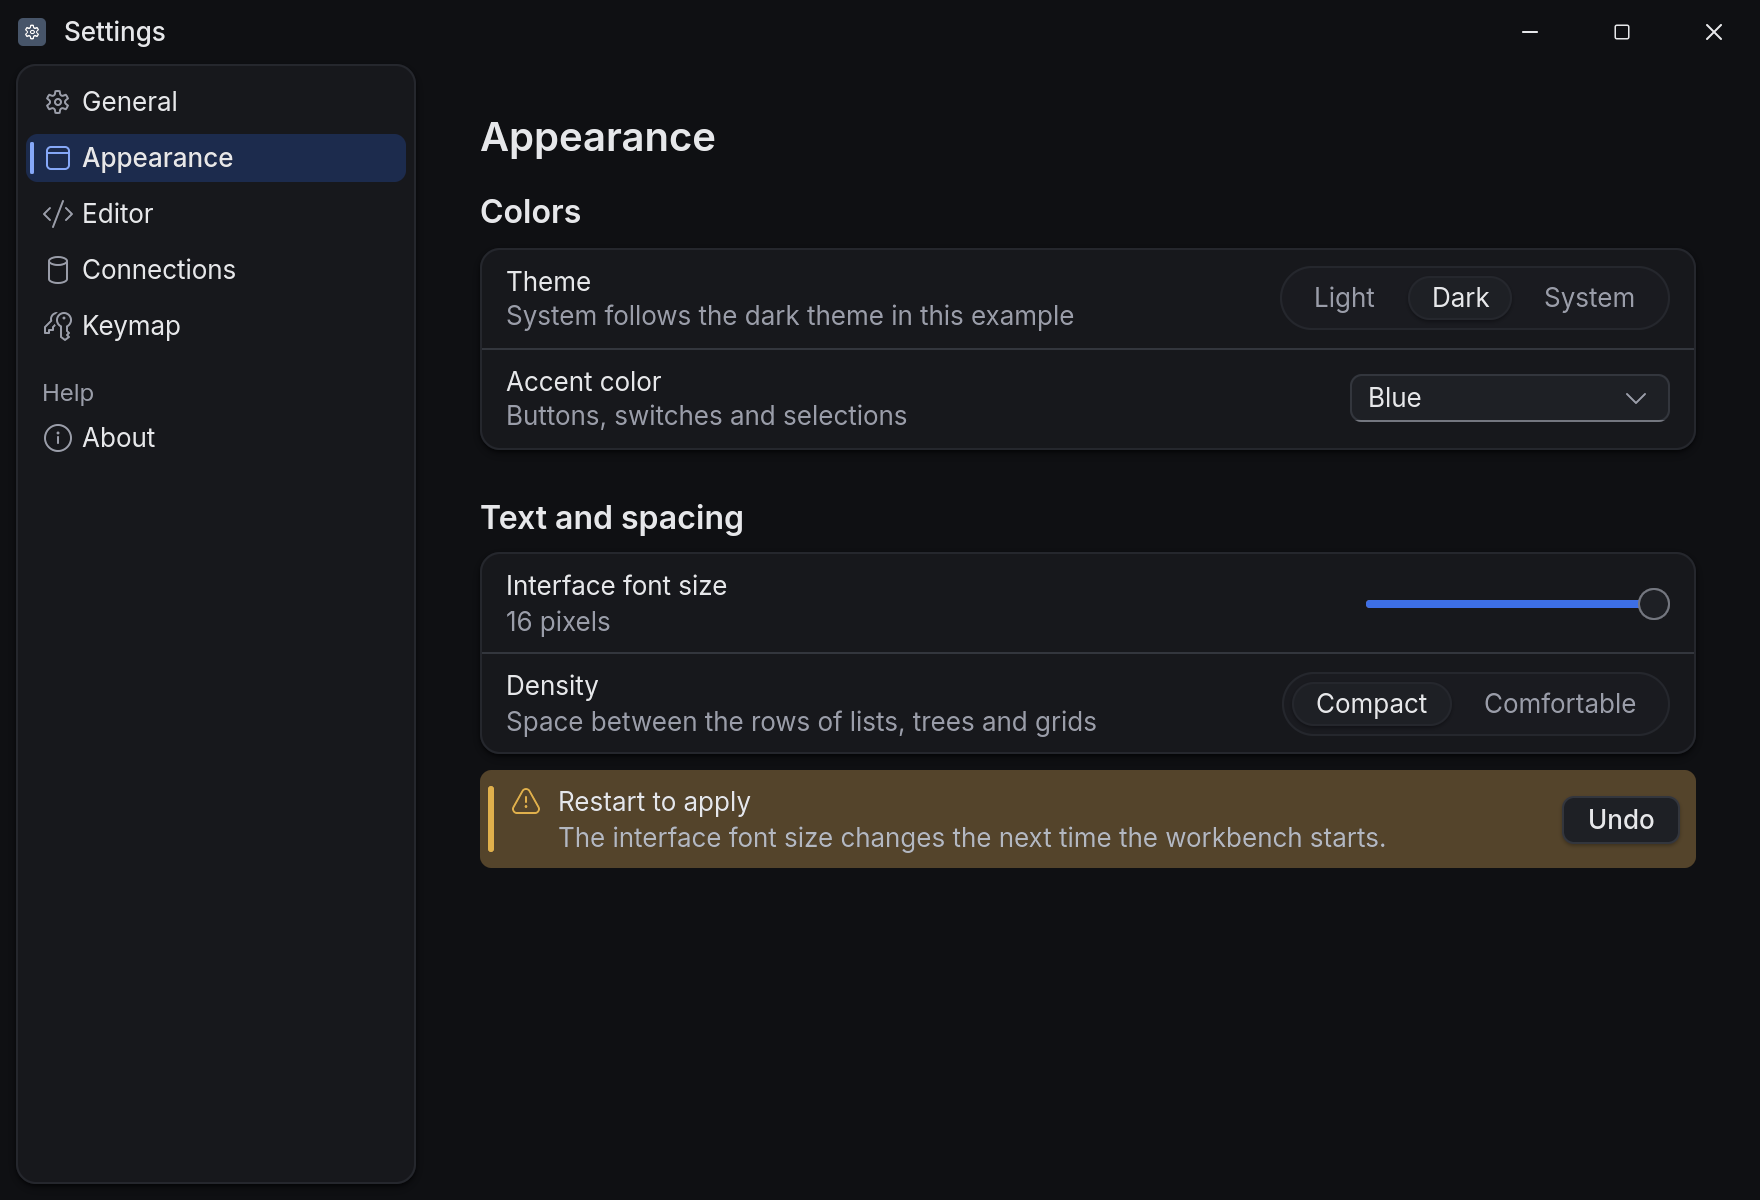 Settings
General
Appearance
Editor
Connections
Keymap
Help
About
Appearance
Colors
Theme
System follows the dark theme in this example
Light Dark System
Accent color
Buttons, switches and selections
Blue
Text and spacing
Interface font size
16 pixels
Density
Space between the rows of lists, trees and grids
Compact Comfortable
Restart to apply
The interface font size changes the next time the workbench starts.
Undo